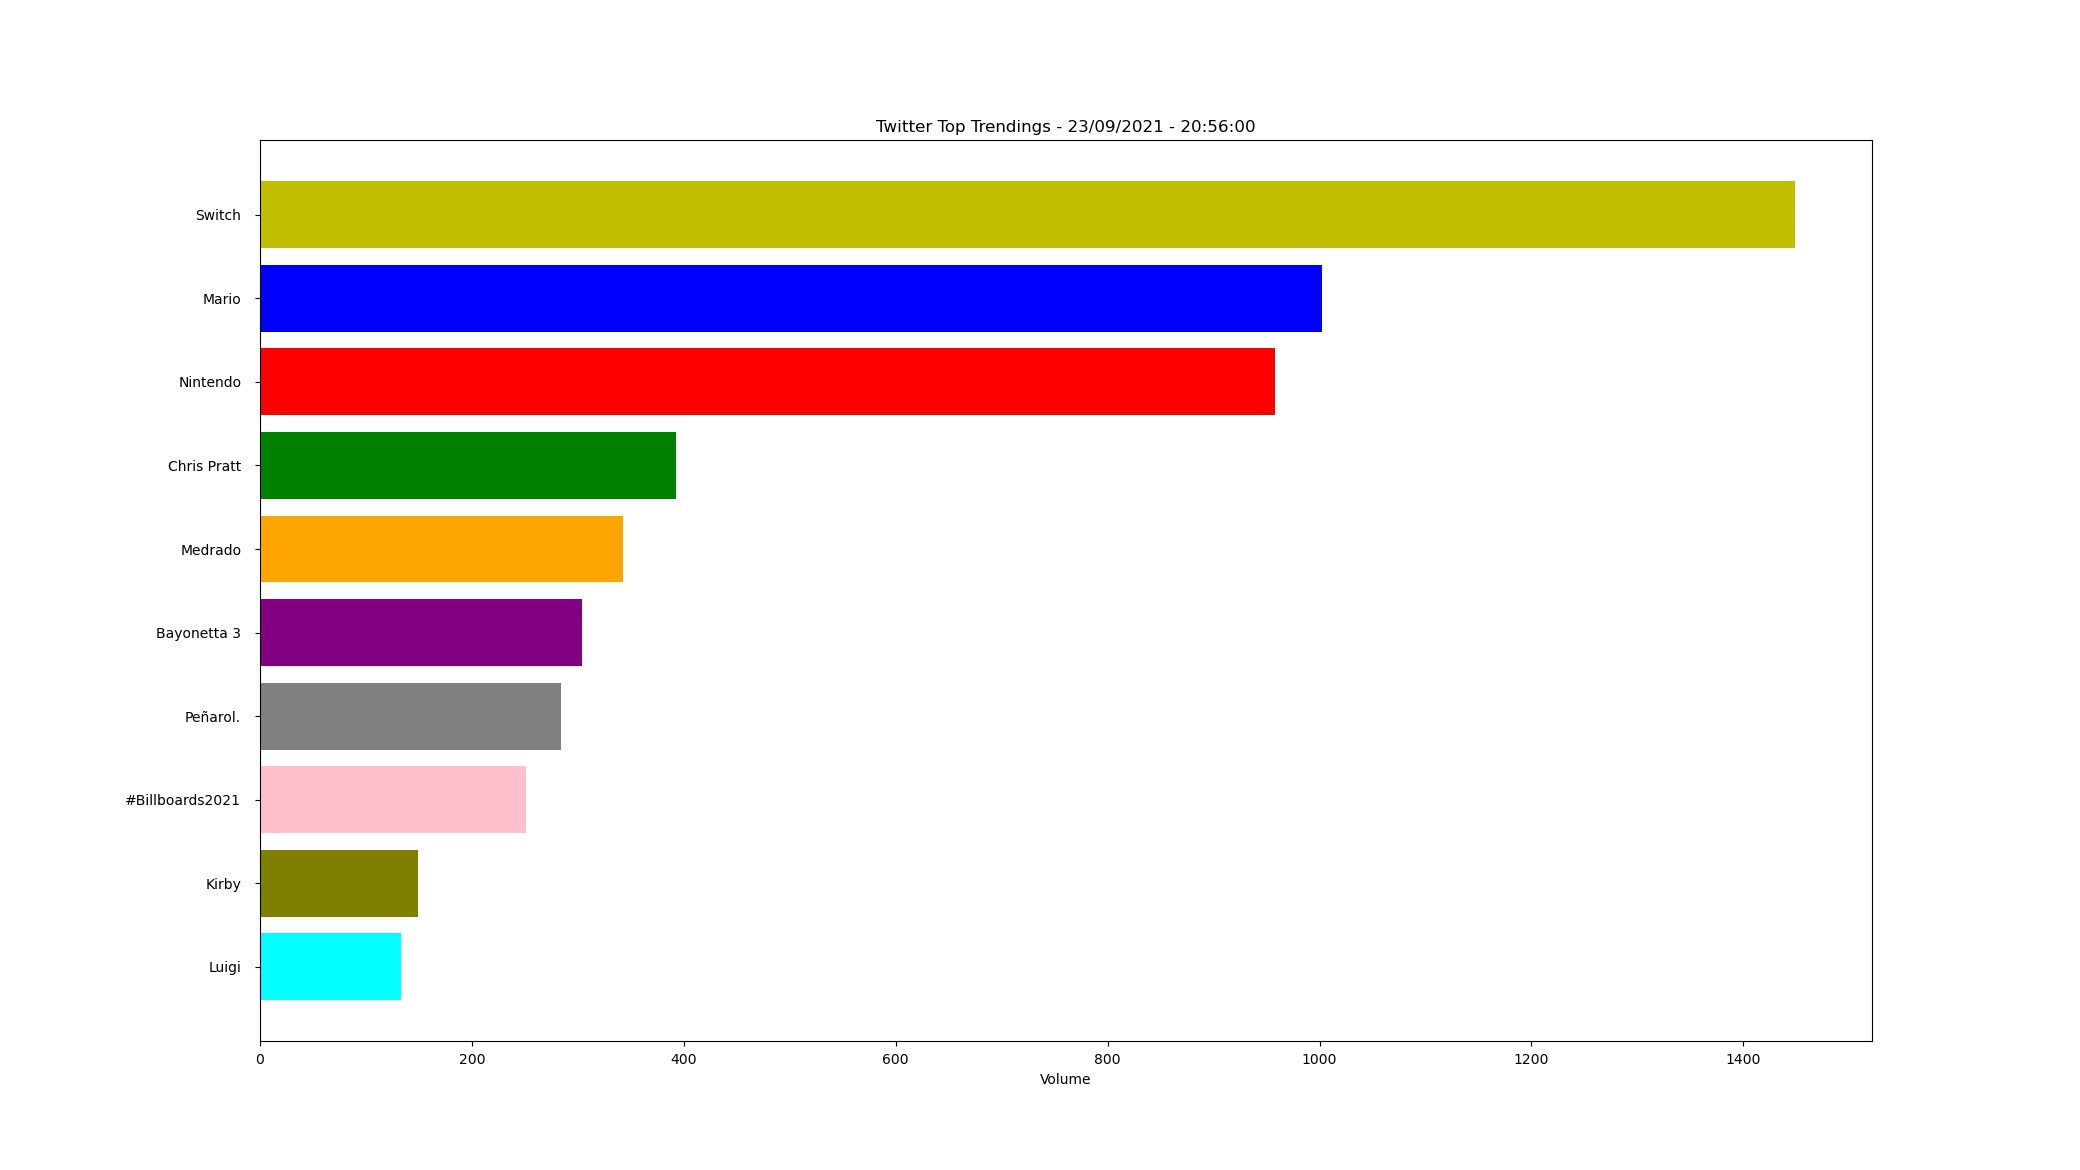 Twitter Top Trendings - 23/09/2021 - 20:56:00
Switch
Mario
Nintendo
Chris Pratt
Medrado
Bayonetta 3
Peñarol.
#Billboards2021
Kirby
Luigi
0 200 400 600 800 1000 1200 1400
Volume